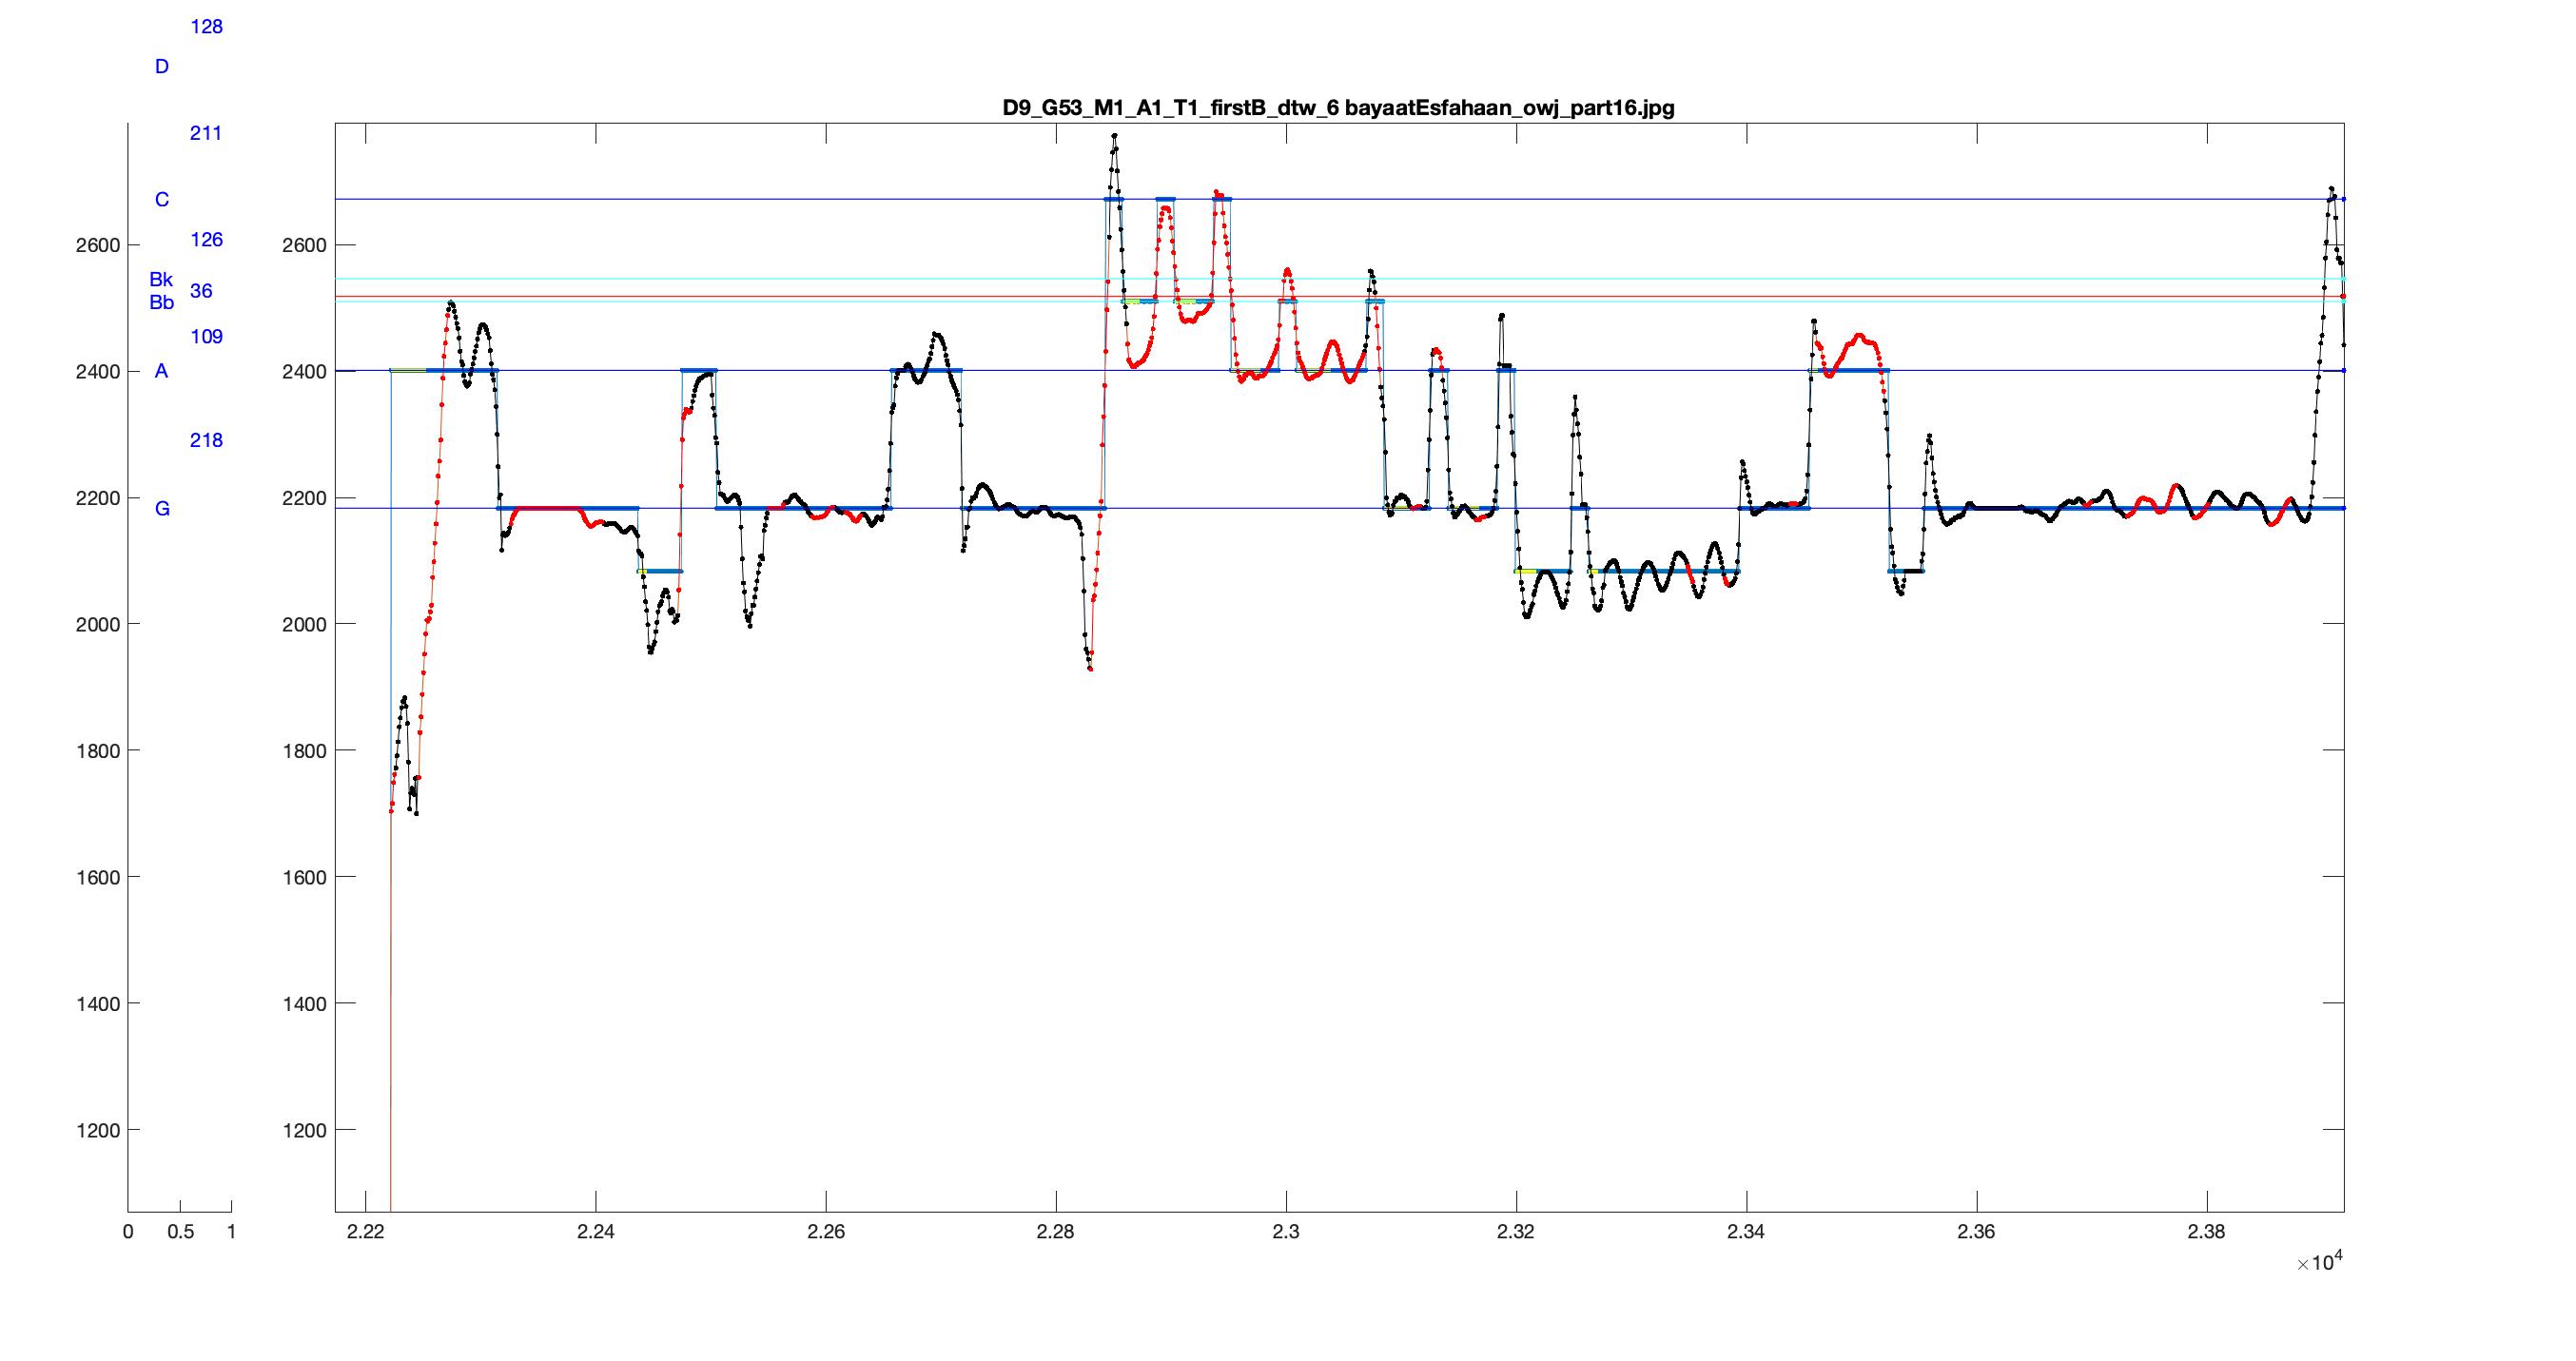 128
D
D9_G53_M1_A1_T1_firstB_dtw_6 bayaatEsfahaan_owj_part16.jpg
211
C
2600 126 2600
Bk
36
Bb
109
2400 A 2400
218
2200 G 2200
2000 2000
1800 1800
1600 1600
1400 1400
1200 1200
0 0.5 1 2.22 2.24 2.26 2.28 2.3 2.32 2.34 2.36 2.38
×10^4